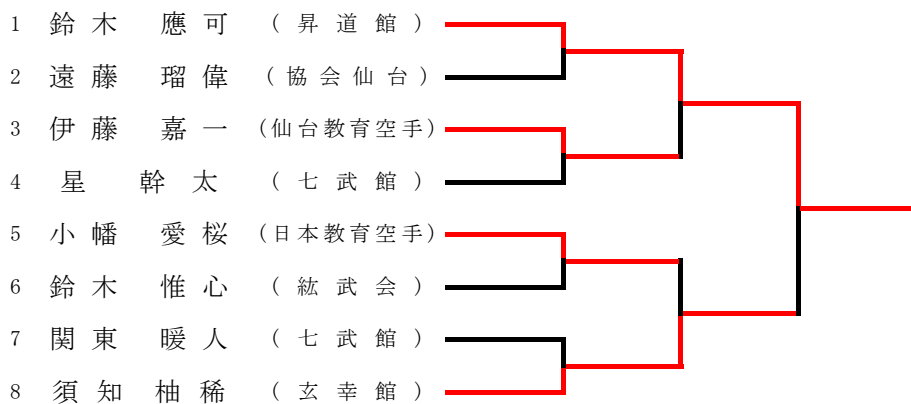 1 鈴木 應可 (昇道館)
2 遠藤 瑠偉 (協会仙台)
3 伊藤 嘉一 (仙台教育空手)
4 星 幹太 (七武館)
5 小幡 愛桜 (日本教育空手)
6 鈴木 惟心 (紘武会)
7 関東 暖人 (七武館)
8 須知 柚稀 (玄幸館)